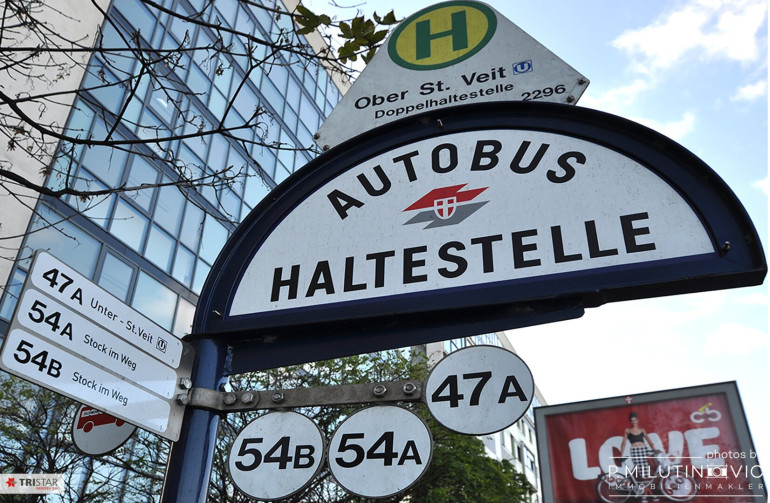 H
Ober St. Veit U
Doppelhaltestelle 2296
AUTOBUS
HALTESTELLE
47A Unter - St.Veit U
54A Stock im Weg
54B Stock im Weg
47A
54B
54A
LOVE
TRISTAR
photos by
P.MILUTINOVIC
IMMOBILIENMAKLER